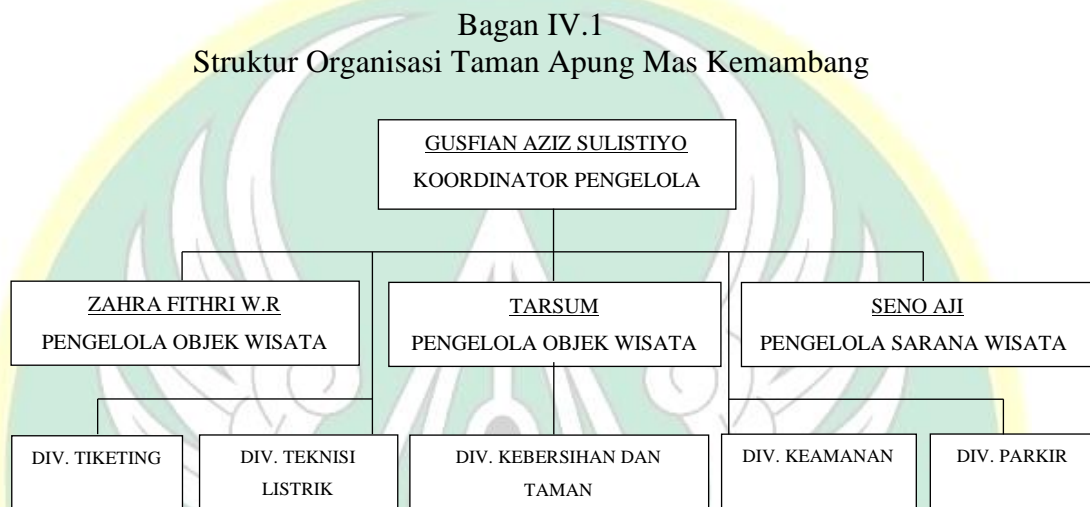 Bagan IV.1
Struktur Organisasi Taman Apung Mas Kemambang
GUSFIAN AZIZ SULISTIYO
KOORDINATOR PENGELOLA
ZAHRA FITHRI W.R
PENGELOLA OBJEK WISATA
TARSUM
PENGELOLA OBJEK WISATA
SENO AJI
PENGELOLA SARANA WISATA
DIV. TIKETING
DIV. TEKNISI
LISTRIK
DIV. KEBERSIHAN DAN
TAMAN
DIV. KEAMANAN
DIV. PARKIR